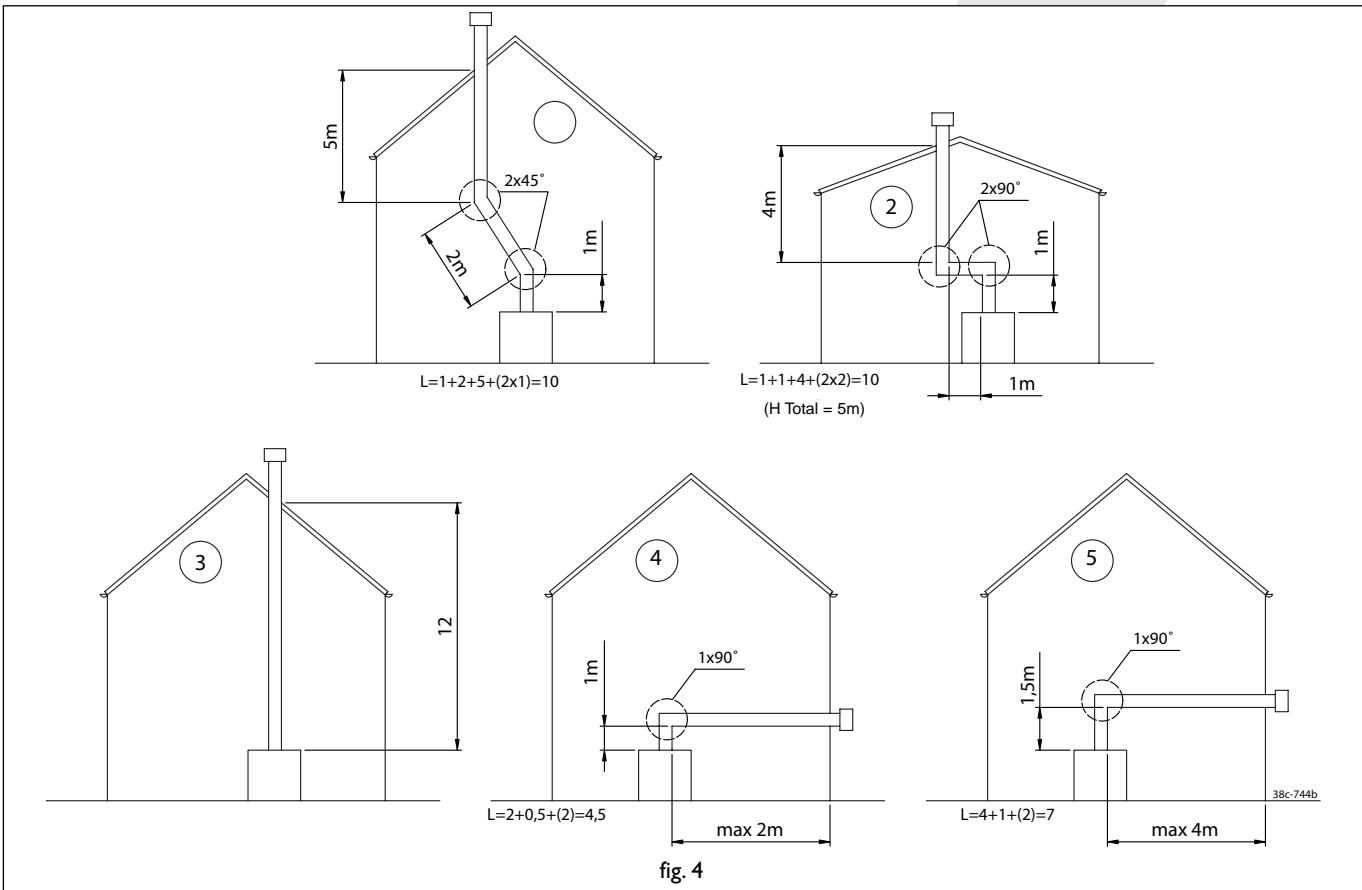 5m
2x45°
2m
1m
L=1+2+5+(2x1)=10
4m
2
2x90°
1m
L=1+1+4+(2x2)=10
1m
(H Total = 5m)
3
12
4
1m
1x90°
L=2+0,5+(2)=4,5
max 2m
5
1,5m
1x90°
38c-744b
L=4+1+(2)=7
max 4m
fig. 4